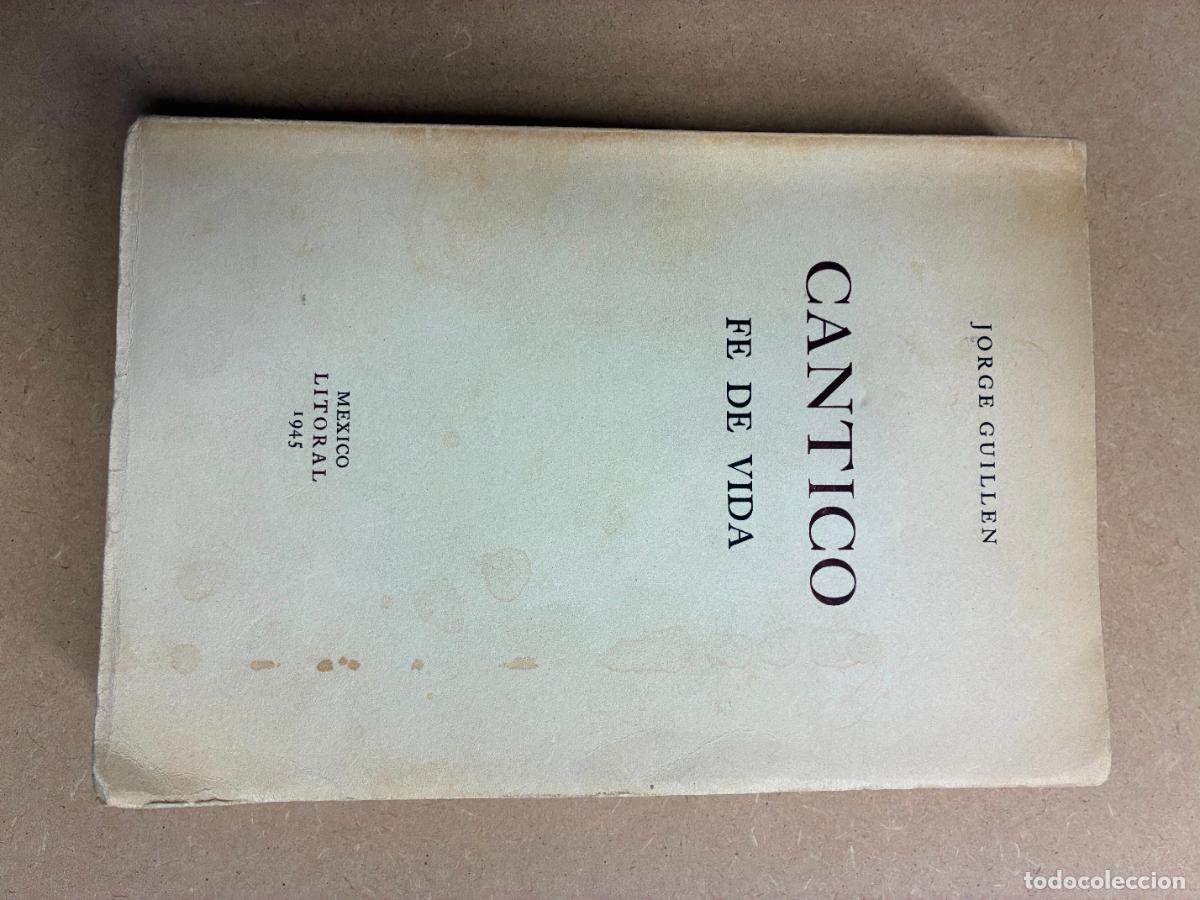 JORGE GUILLEN
CANTICO
FE DE VIDA
MEXICO
LITORAL
1945
todocoleccion